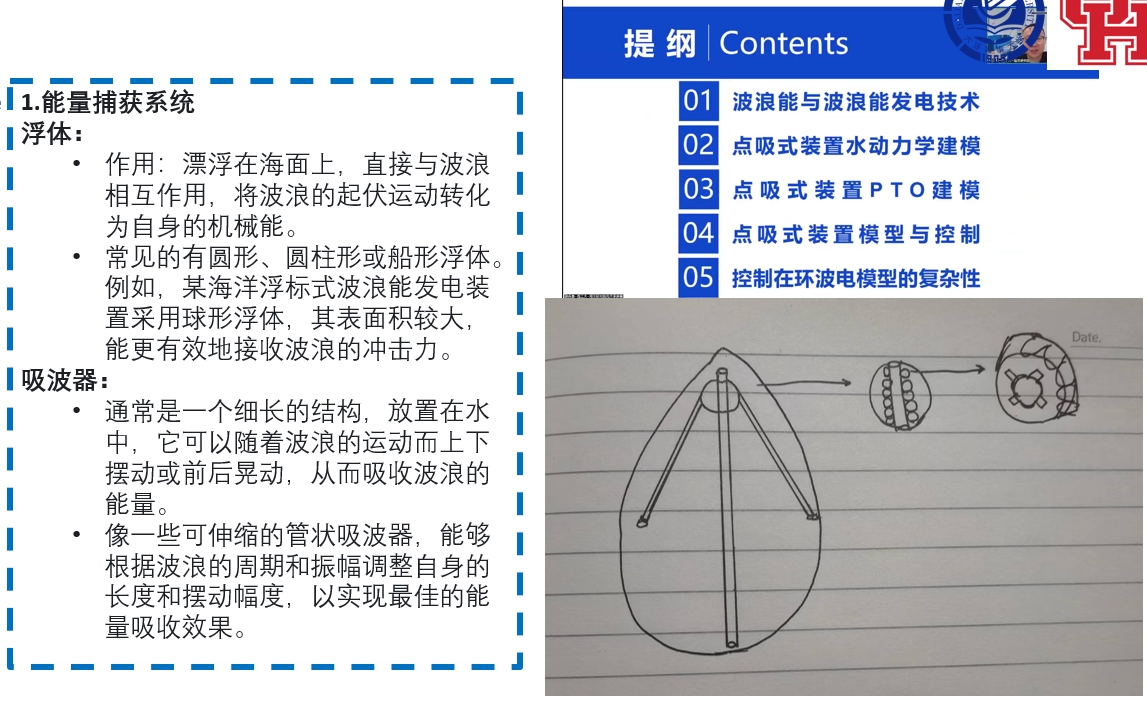 1.能量捕获系统
浮体：
• 作用：漂浮在海面上，直接与波浪
相互作用，将波浪的起伏运动转化
为自身的机械能。
• 常见的有圆形、圆柱形或船形浮体。
例如，某海洋浮标式波浪能发电装
置采用球形浮体，其表面积较大，
能更有效地接收波浪的冲击力。
吸波器：
• 通常是一个细长的结构，放置在水
中，它可以随着波浪的运动而上下
摆动或前后晃动，从而吸收波浪的
能量。
• 像一些可伸缩的管状吸波器，能够
根据波浪的周期和振幅调整自身的
长度和摆动幅度，以实现最佳的能
量吸收效果。
提 纲 Contents
01 波浪能与波浪能发电技术
02 点吸式装置水动力学建模
03 点吸式装置PTO建模
04 点吸式装置模型与控制
05 控制在环波电模型的复杂性
Date.